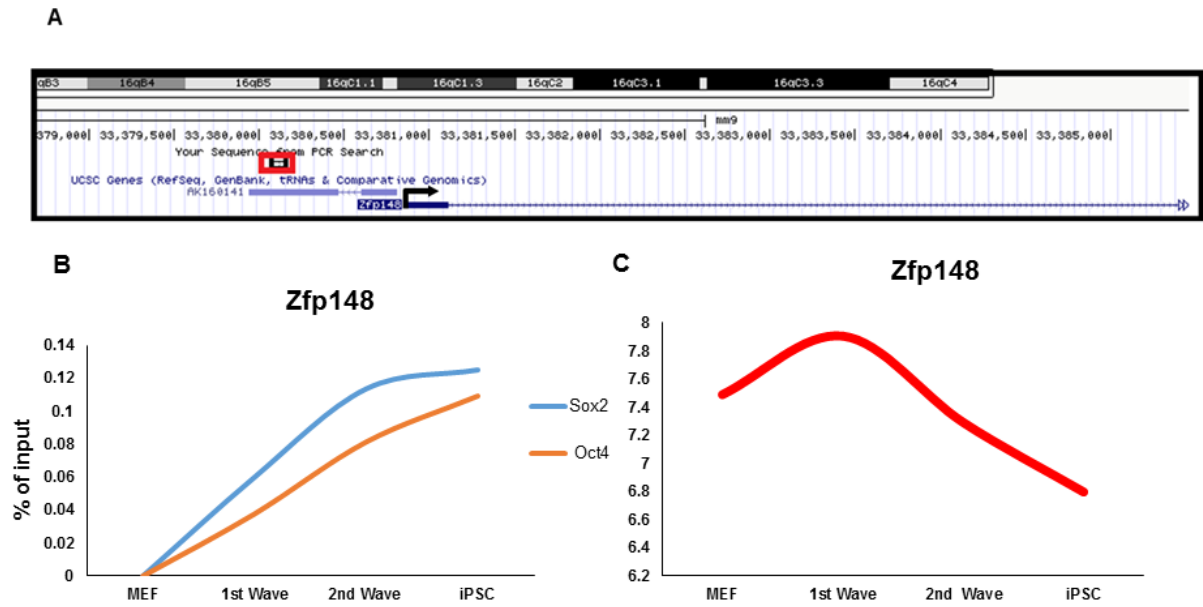 A
qB3 16qB4 16qB5 16qC1.1 16qC1.3 16qC2 16qC3.1 16qC3.3 16qC4
mm9
379,000| 33,379,500| 33,380,000| 33,380,500| 33,381,000| 33,381,500| 33,382,000| 33,382,500| 33,383,000| 33,383,500| 33,384,000| 33,384,500| 33,385,000|
Your Sequence from PCR Search
UCSC Genes (RefSeq, GenBank, tRNAs & Comparative Genomics)
AK160141
Zfp148
B
Zfp148
% of input
0.14
0.12
0.1
0.08
0.06
0.04
0.02
0
MEF 1st Wave 2nd Wave iPSC
Sox2
Oct4
C
Zfp148
8
7.8
7.6
7.4
7.2
7
6.8
6.6
6.4
6.2
MEF 1st Wave 2nd Wave iPSC